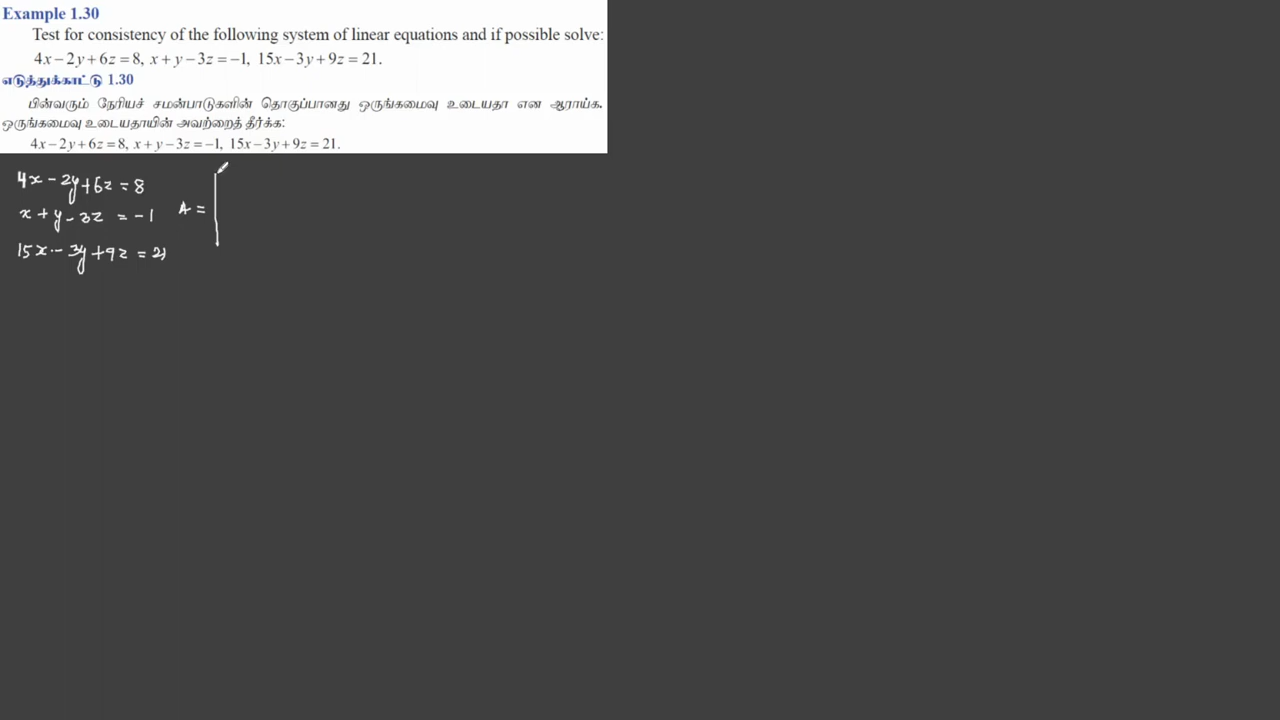 Example 1.30
Test for consistency of the following system of linear equations and if possible solve:
4x − 2y + 6z = 8, x + y − 3z = −1, 15x − 3y + 9z = 21.
எடுத்துக்காட்டு 1.30
பின்வரும் நேரியச் சமன்பாடுகளின் தொகுப்பானது ஒருங்கமைவு உடையதா என ஆராய்க.
ஒருங்கமைவு உடையதாயின் அவற்றைத் தீர்க்க:
4x − 2y + 6z = 8, x + y − 3z = −1, 15x − 3y + 9z = 21.
4x − 2y + 6z = 8
x + y − 3z = −1
A =
15x − 3y + 9z = 21